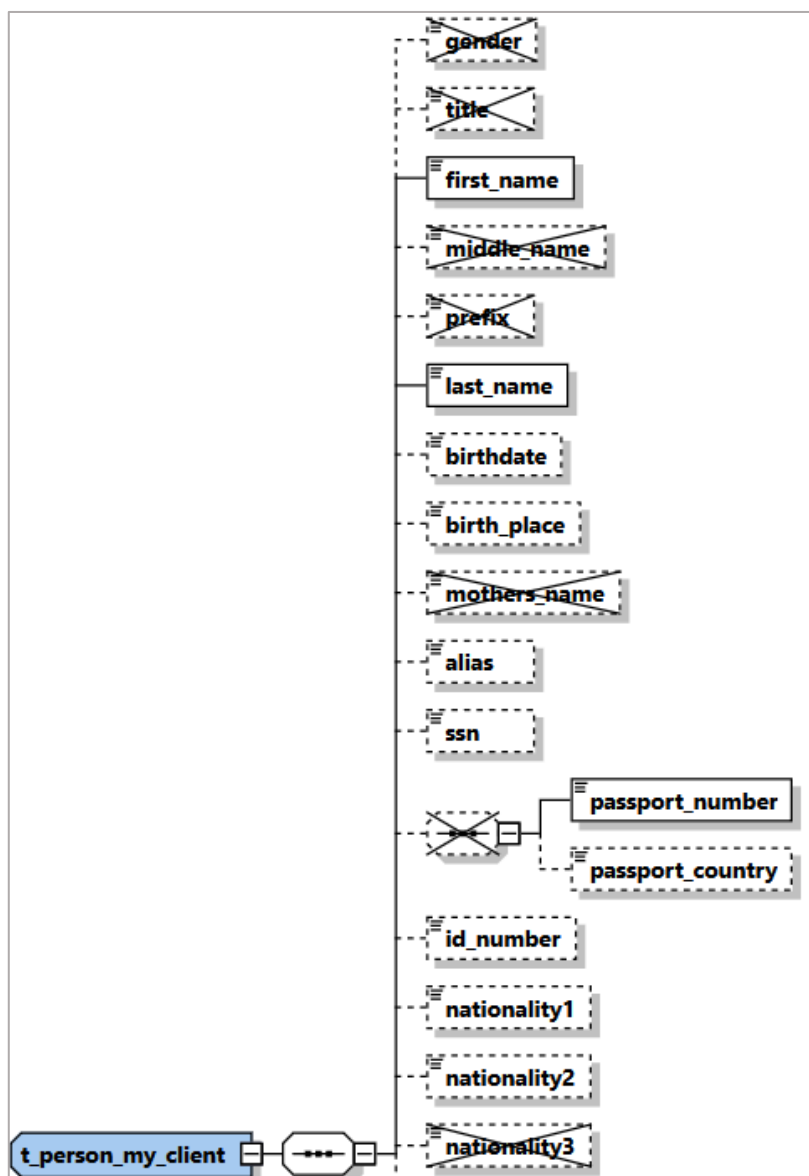 gender
title
first_name
middle_name
prefix
last_name
birthdate
birth_place
mothers_name
alias
ssn
passport_number
passport_country
id_number
nationality1
nationality2
nationality3
t_person_my_client